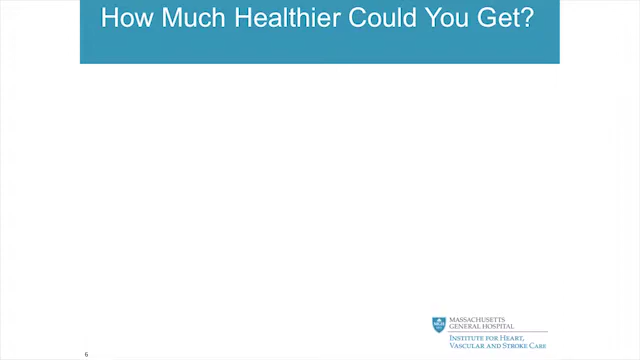 How Much Healthier Could You Get?
MASSACHUSETTS
GENERAL HOSPITAL
INSTITUTE FOR HEART,
VASCULAR AND STROKE CARE
6